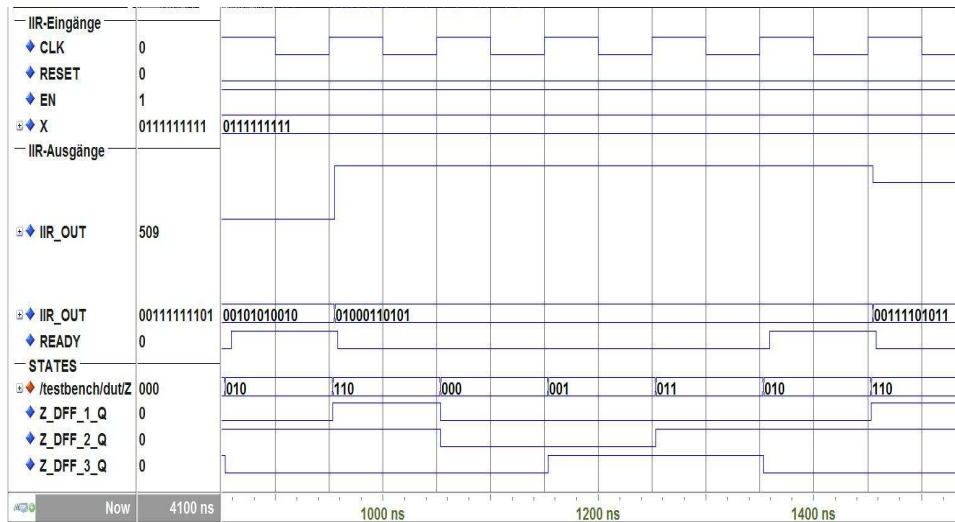 IIR-Eingänge
CLK 0
RESET 0
EN 1
X 0111111111 0111111111
IIR-Ausgänge
IIR_OUT 509
IIR_OUT 00111111101 00101010010 01000110101 00111101011
READY 0
STATES
/testbench/dut/Z 000 010 110 000 001 011 010 110
Z_DFF_1_Q 0
Z_DFF_2_Q 0
Z_DFF_3_Q 0
Now 4100 ns 1000 ns 1200 ns 1400 ns